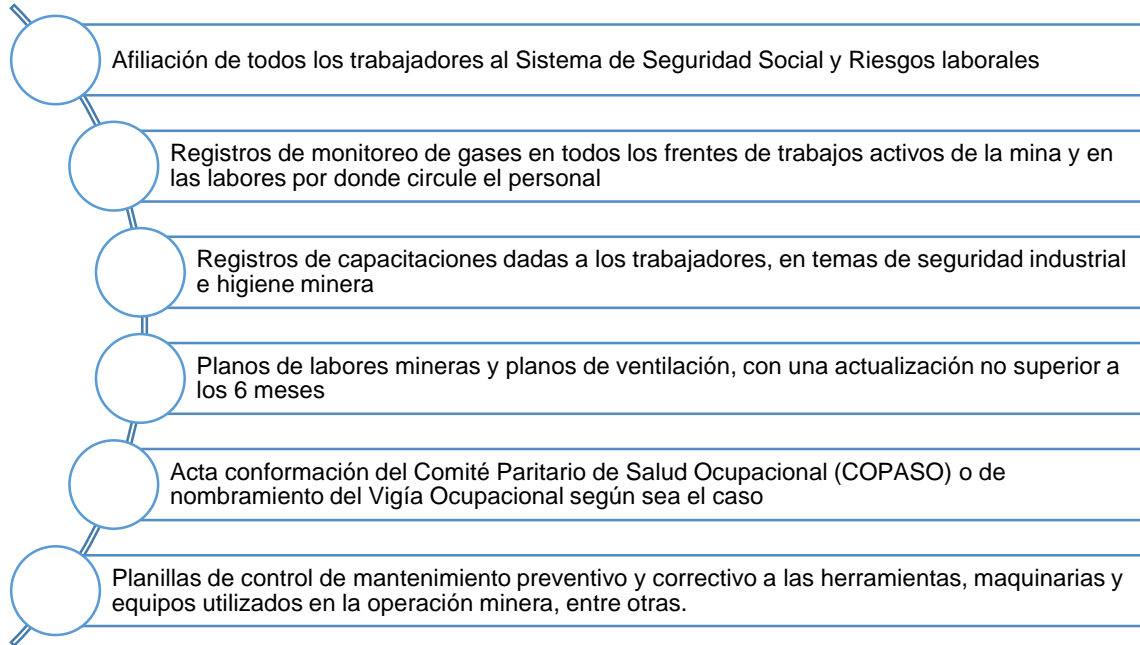 Afiliación de todos los trabajadores al Sistema de Seguridad Social y Riesgos laborales
Registros de monitoreo de gases en todos los frentes de trabajos activos de la mina y en
las labores por donde circule el personal
Registros de capacitaciones dadas a los trabajadores, en temas de seguridad industrial
e higiene minera
Planos de labores mineras y planos de ventilación, con una actualización no superior a
los 6 meses
Acta conformación del Comité Paritario de Salud Ocupacional (COPASO) o de
nombramiento del Vigía Ocupacional según sea el caso
Planillas de control de mantenimiento preventivo y correctivo a las herramientas, maquinarias y
equipos utilizados en la operación minera, entre otras.